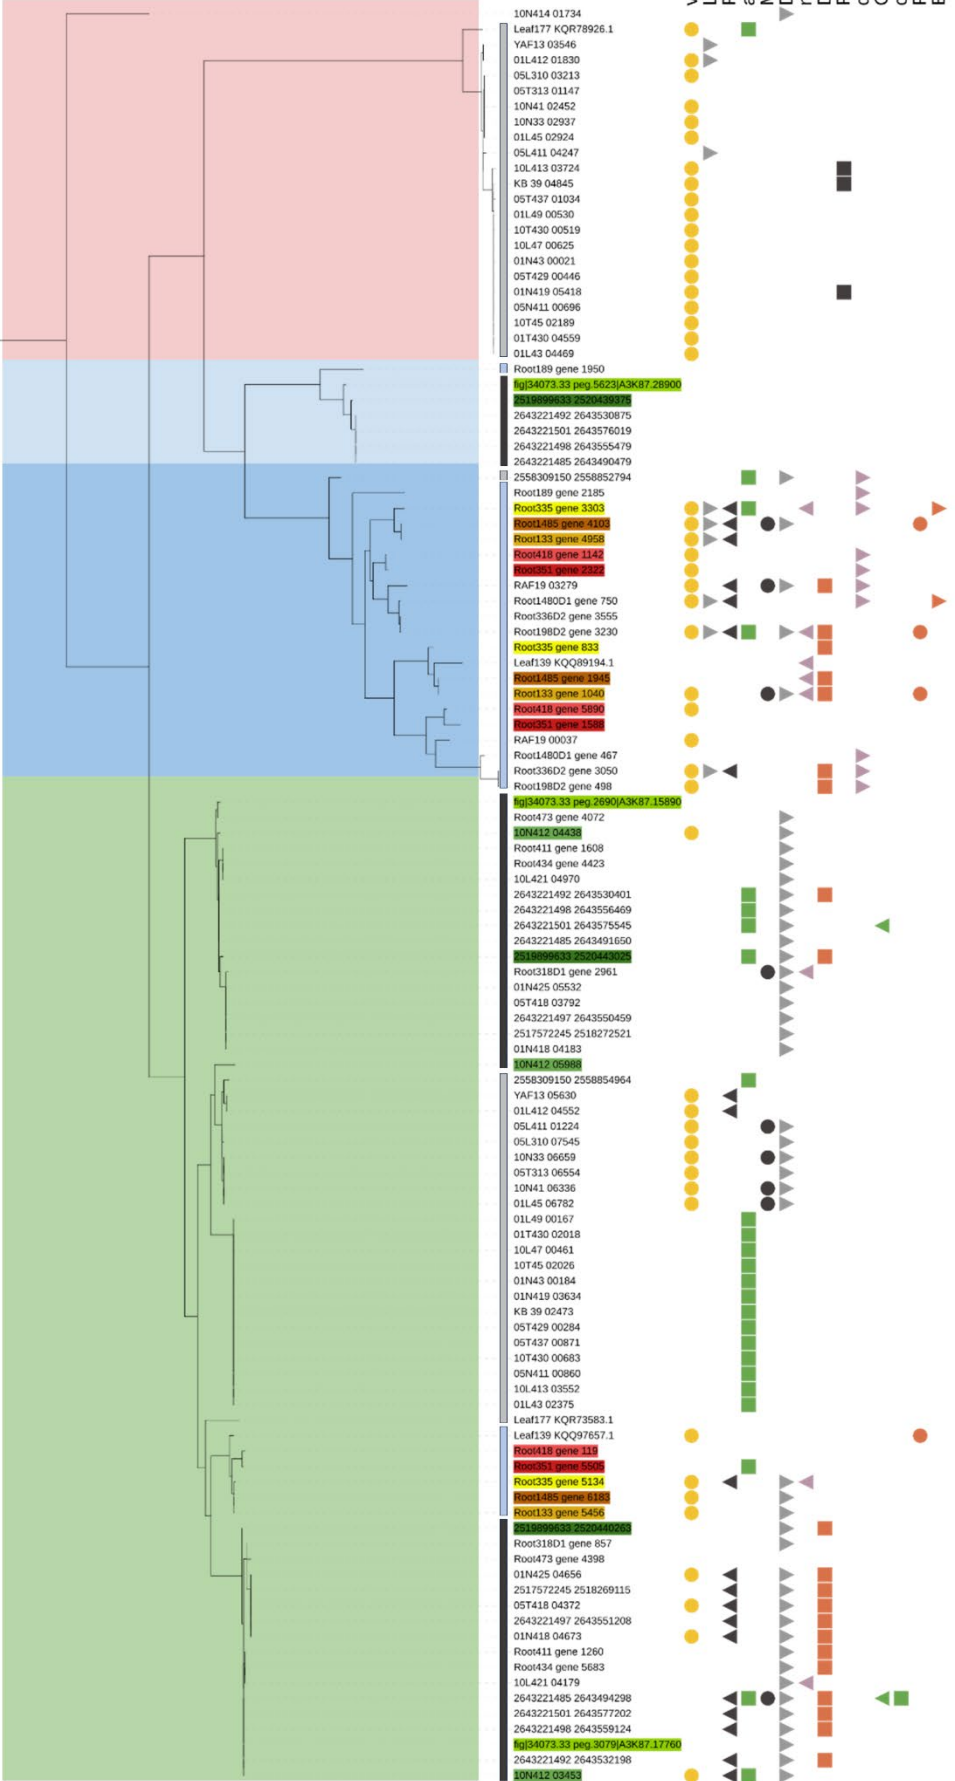 10N414 01734
Leaf177 KQR78926.1
YAF13 03546
01L412 01830
05L310 03213
05T313 01147
10N41 02452
10N33 02937
01L45 02924
05L411 04247
10L413 03724
KB 39 04845
05T437 01034
01L49 00530
10T430 00519
10L47 00625
01N43 00021
05T429 00446
01N419 05418
05N411 00696
10T45 02189
01T430 04559
01L43 04469
Root189 gene 1950
fig|34073.33 peg.5623|A3K87.28900
2519899633 2520439375
2643221492 2643530875
2643221501 2643576019
2643221498 2643555479
2643221485 2643490479
2558309150 2558852794
Root189 gene 2185
Root335 gene 3303
Root1485 gene 4103
Root133 gene 4958
Root418 gene 1142
Root351 gene 2322
RAF19 03279
Root1480D1 gene 750
Root336D2 gene 3555
Root198D2 gene 3230
Root335 gene 833
Leaf139 KQQ89194.1
Root1485 gene 1945
Root133 gene 1040
Root418 gene 5890
Root351 gene 1588
RAF19 00037
Root1480D1 gene 467
Root336D2 gene 3050
Root198D2 gene 498
fig|34073.33 peg.2690|A3K87.15890
Root473 gene 4072
10N412 04438
Root411 gene 1608
Root434 gene 4423
10L421 04970
2643221492 2643530401
2643221498 2643556469
2643221501 2643575545
2643221485 2643491650
2519899633 2520443025
Root318D1 gene 2961
01N425 05532
05T418 03792
2643221497 2643550459
2517572245 2518272521
01N418 04183
10N412 05988
2558309150 2558854964
YAF13 05630
01L412 04552
05L411 01224
05L310 07545
10N33 06659
05T313 06554
10N41 06336
01L45 06782
01L49 00167
01T430 02018
10L47 00461
10T45 02026
01N43 00184
01N419 03634
KB 39 02473
05T429 00284
05T437 00871
10T430 00683
05N411 00860
10L413 03552
01L43 02375
Leaf177 KQR73583.1
Leaf139 KQQ97657.1
Root418 gene 119
Root351 gene 5505
Root335 gene 5134
Root1485 gene 6183
Root133 gene 5456
2519899633 2520440263
Root318D1 gene 857
Root473 gene 4398
01N425 04656
2517572245 2518269115
05T418 04372
2643221497 2643551208
01N418 04673
Root411 gene 1260
Root434 gene 5683
10L421 04179
2643221485 2643494298
2643221501 2643577202
2643221498 2643559124
fig|34073.33 peg.3079|A3K87.17760
2643221492 2643532198
10N412 03453